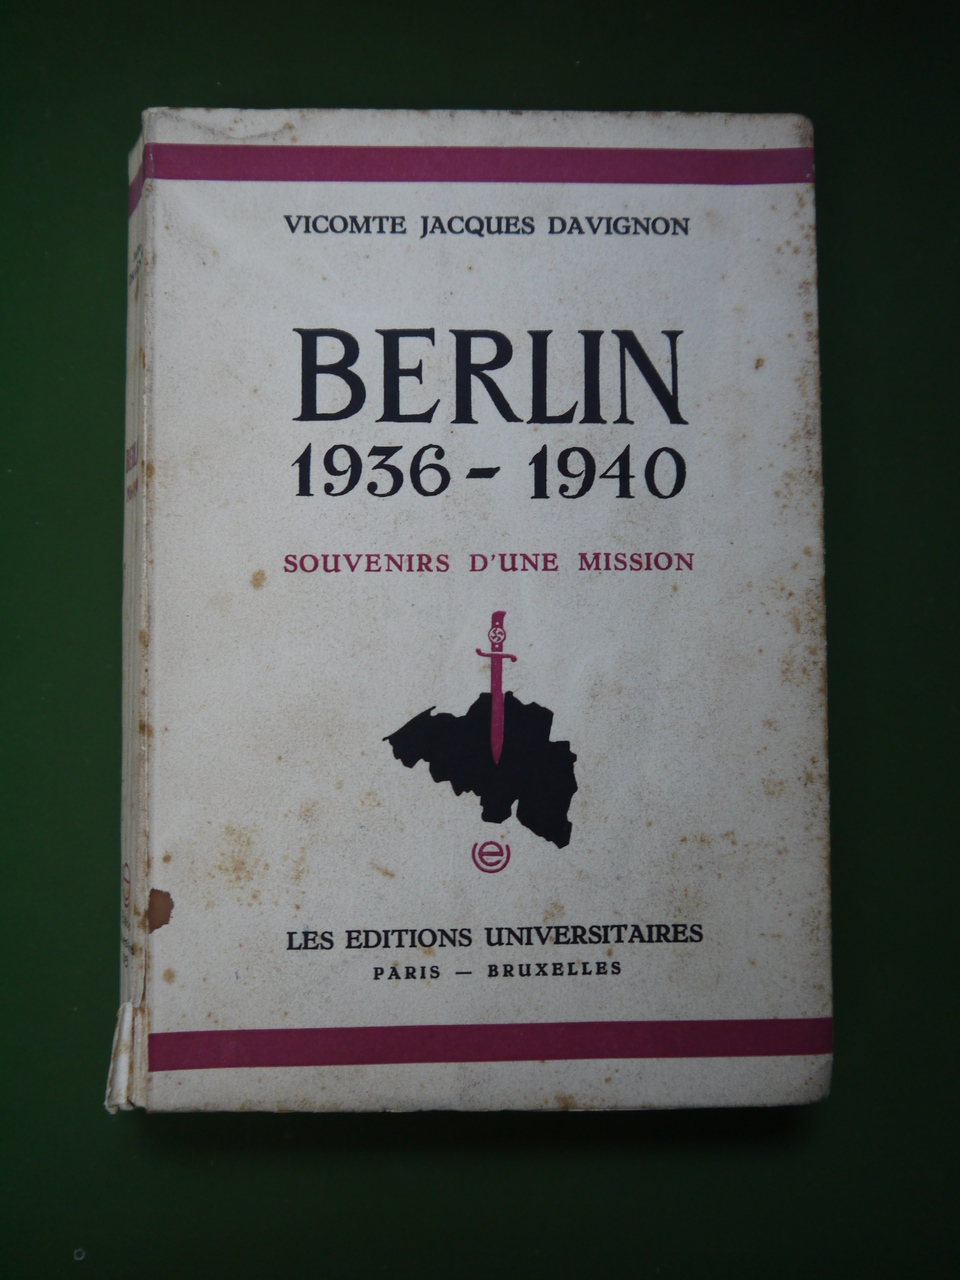 VICOMTE JACQUES DAVIGNON
BERLIN
1936 - 1940
SOUVENIRS D'UNE MISSION
e
LES EDITIONS UNIVERSITAIRES
PARIS — BRUXELLES